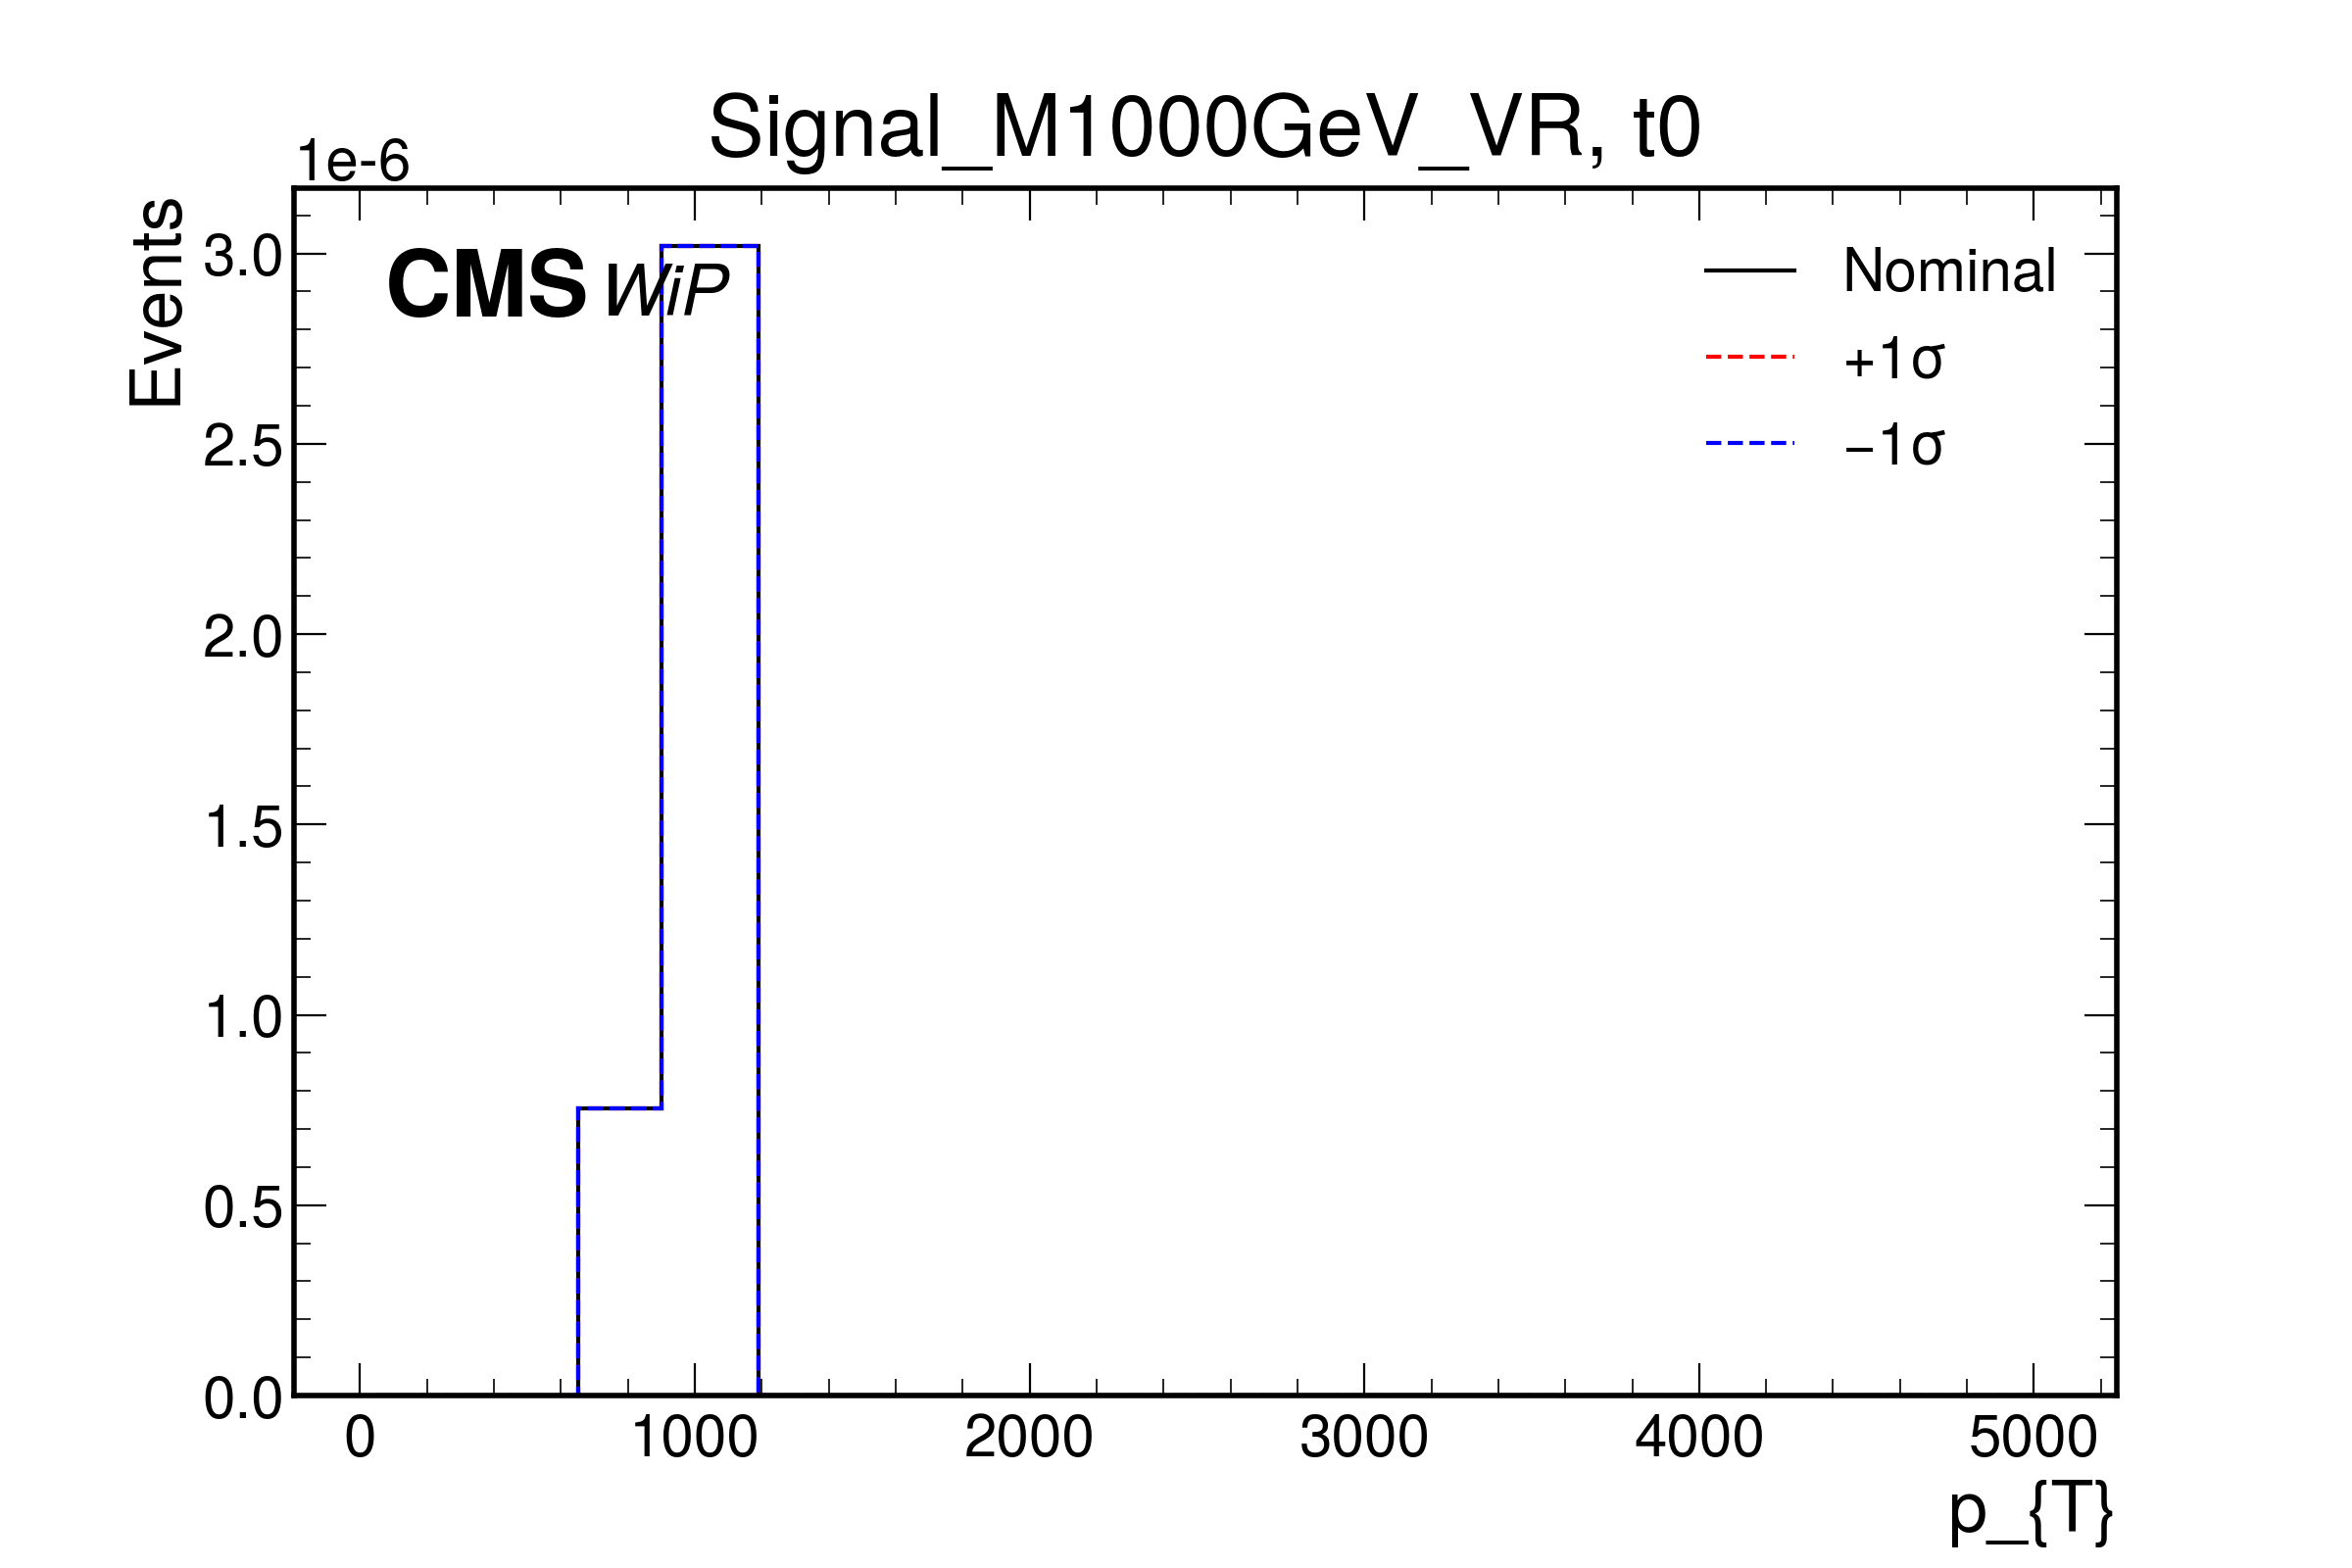 Signal_M1000GeV_VR, t0
1e-6
Events
CMS WiP
Nominal
+1σ
−1σ
3.0
2.5
2.0
1.5
1.0
0.5
0.0
0 1000 2000 3000 4000 5000
p_{T}